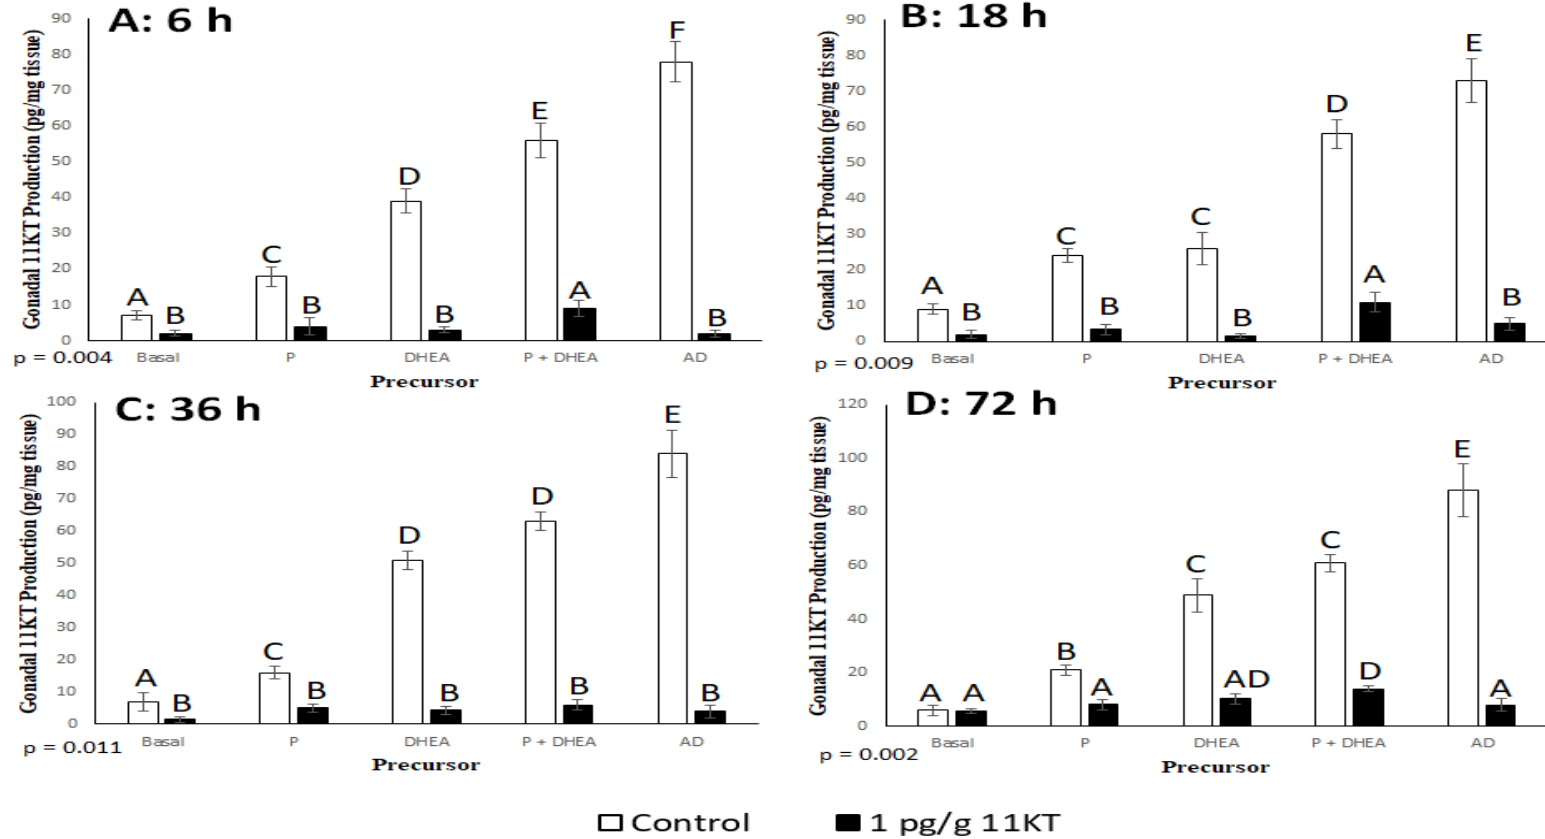 A: 6 h
Gonadal 11KT Production (pg/mg tissue)
90
80
70
60
50
40
30
20
10
0
A B C B D B E A F B
Basal P DHEA P + DHEA AD
p = 0.004
Precursor
B: 18 h
Gonadal 11KT Production (pg/mg tissue)
90
80
70
60
50
40
30
20
10
0
A B C B C B D A E B
Basal P DHEA P + DHEA AD
p = 0.009
Precursor
C: 36 h
Gonadal 11KT Production (pg/mg tissue)
100
90
80
70
60
50
40
30
20
10
0
A B C B D B D B E B
Basal P DHEA P + DHEA AD
p = 0.011
Precursor
D: 72 h
Gonadal 11KT Production (pg/mg tissue)
120
100
80
60
40
20
0
A A B A C AD C D E A
Basal P DHEA P + DHEA AD
p = 0.002
Precursor
Control 1 pg/g 11KT